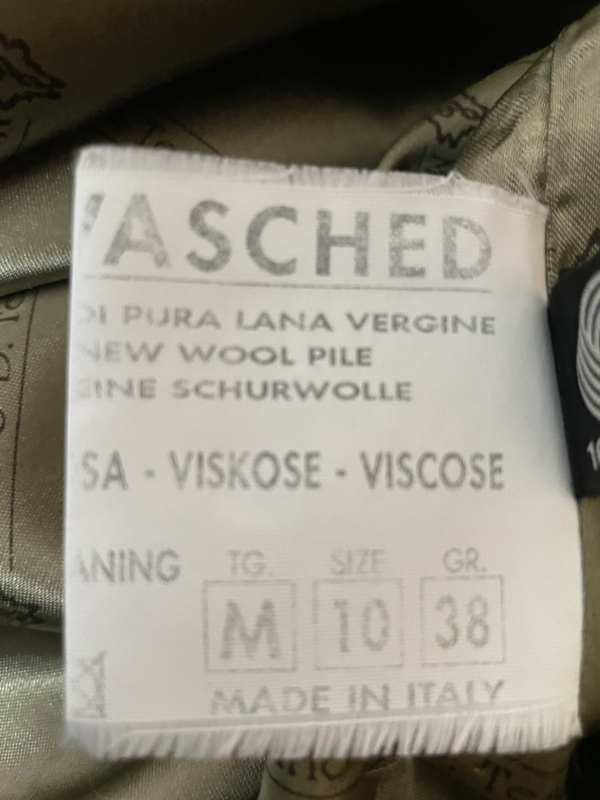 ASCHED
DI PURA LANA VERGINE
NEW WOOL PILE
INE SCHURWOLLE
SA - VISKOSE - VISCOSE
ANING TG. SIZE GR.
M 10 38
MADE IN ITALY